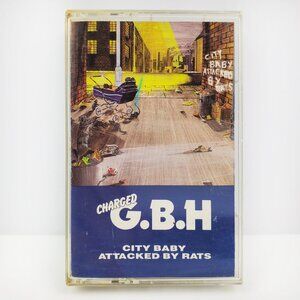 CITY
BABY
ATTACKED
BY
RATS
CHARGED
G.B.H
CITY BABY
ATTACKED BY RATS